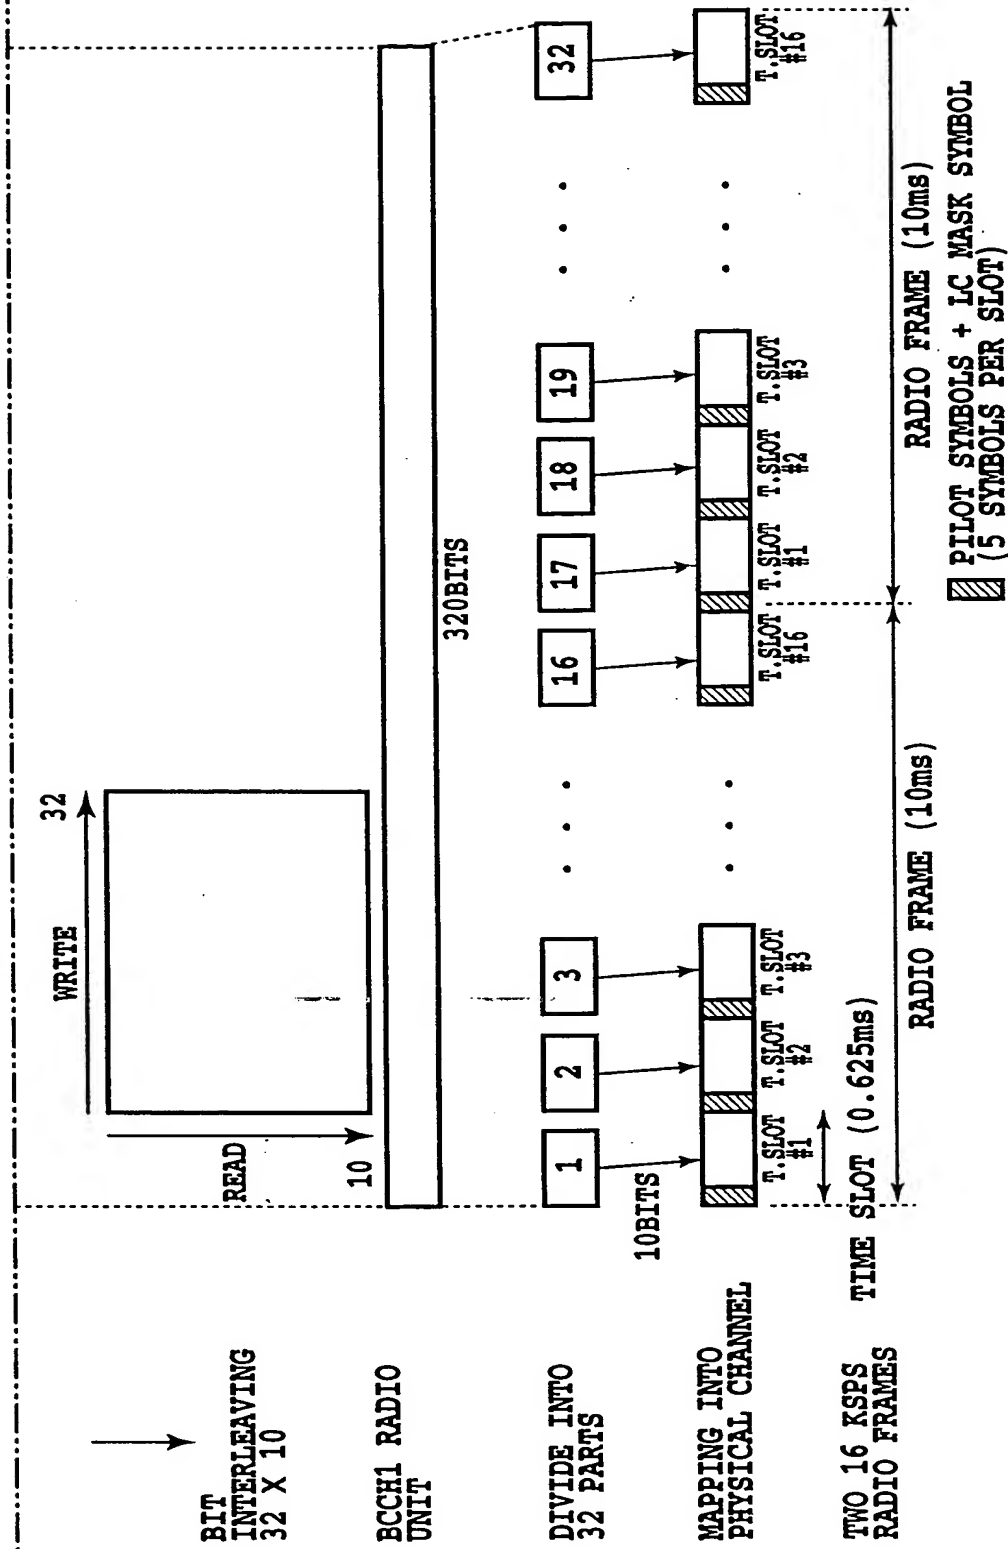 BIT
INTERLEAVING
32 X 10
WRITE
32
READ
10
BCCH1 RADIO
UNIT
320BITS
DIVIDE INTO
32 PARTS
1
2
3
16
17
18
19
32
10BITS
MAPPING INTO
PHYSICAL CHANNEL
T.SLOT
#1
T.SLOT
#2
T.SLOT
#3
T.SLOT
#16
T.SLOT
#1
T.SLOT
#2
T.SLOT
#3
T.SLOT
#16
TWO 16 KSPS
RADIO FRAMES
TIME SLOT (0.625ms)
RADIO FRAME (10ms)
RADIO FRAME (10ms)
PILOT SYMBOLS + LC MASK SYMBOL
(5 SYMBOLS PER SLOT)